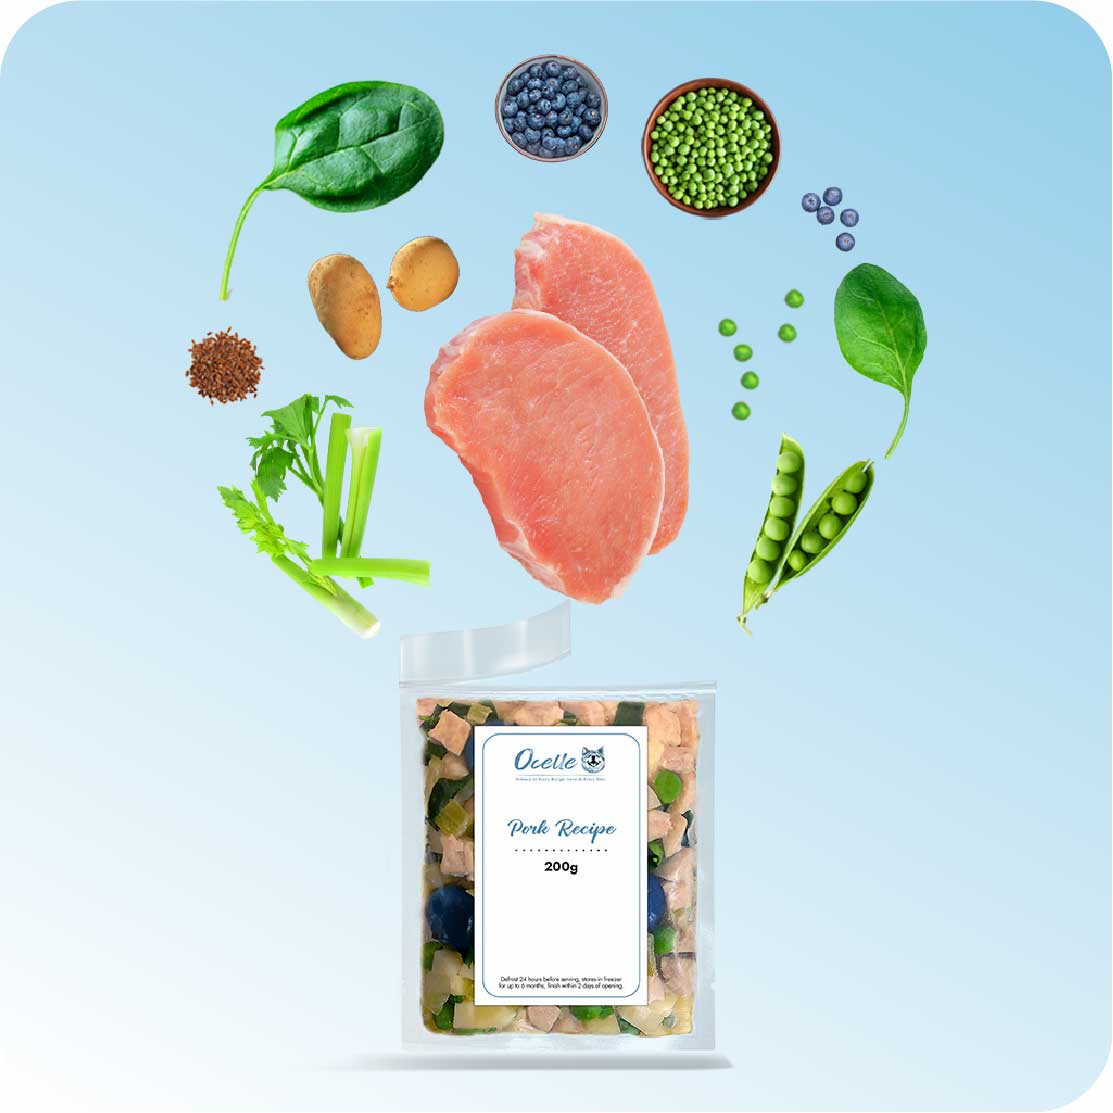 Ocelle
Pork Recipe
200g
Defrost 24 hours before serving, stores in freezer
for up to 6 months, finish within 2 days of opening.